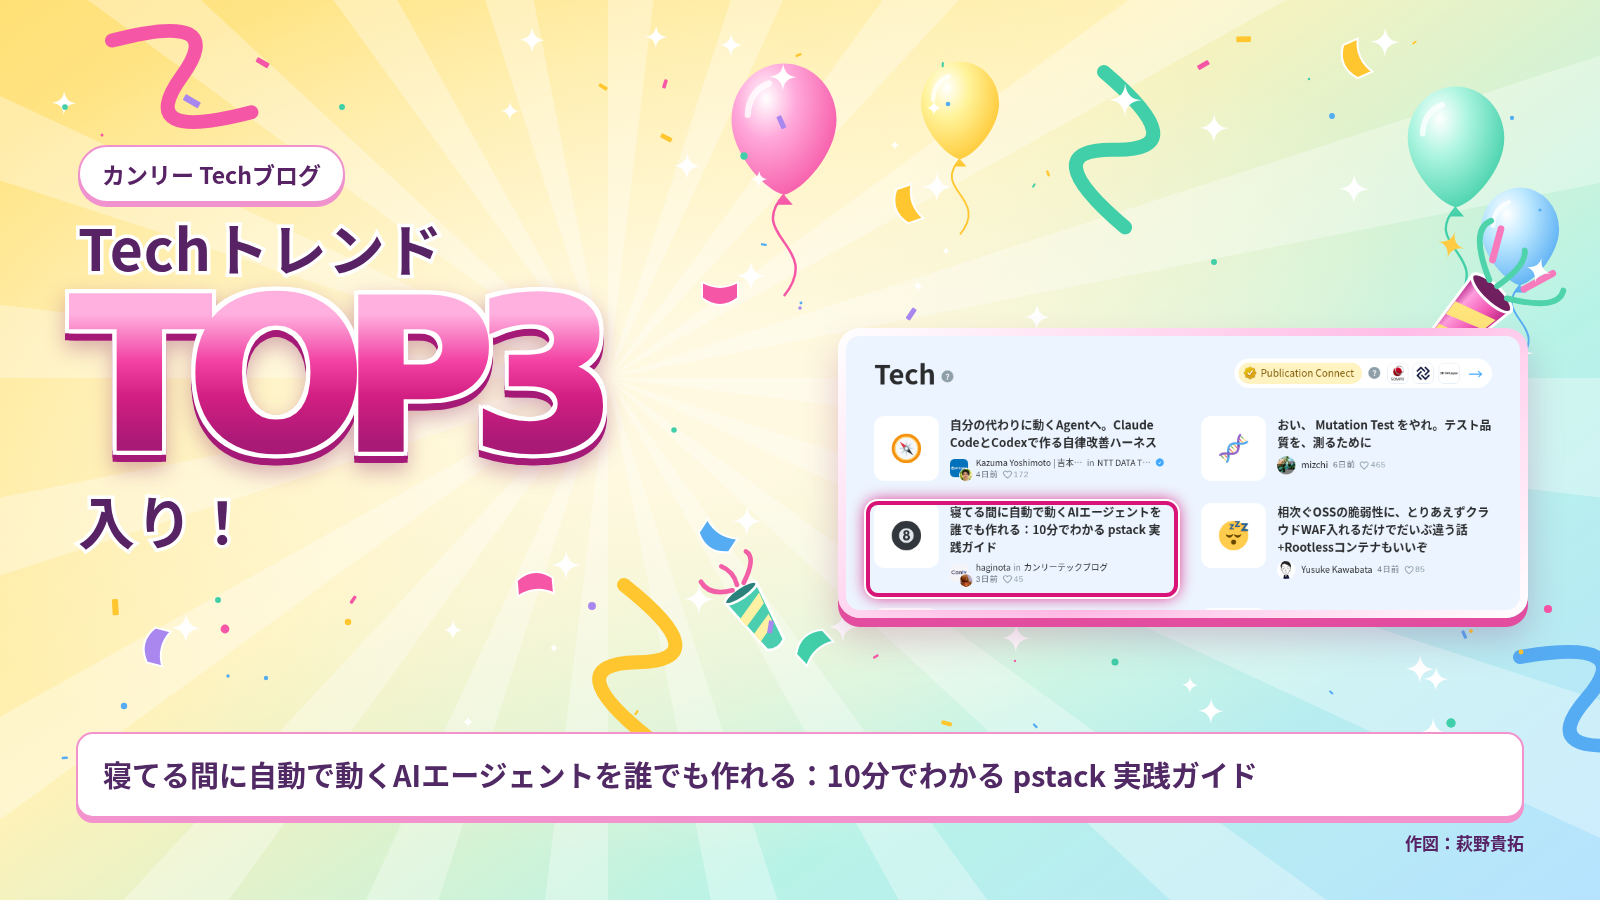 カンリー Techブログ
Techトレンド
TOP3
入り！
Tech ?
Publication Connect ?
自分の代わりに動くAgentへ。Claude
CodeとCodexで作る自律改善ハーネス
Kazuma Yoshimoto | 吉本… in NTT DATA T…
4日前 172
おい、 Mutation Test をやれ。テスト品
質を、測るために
mizchi 6日前 465
寝てる間に自動で動くAIエージェントを
誰でも作れる：10分でわかる pstack 実
践ガイド
haginota in カンリーテックブログ
3日前 45
相次ぐOSSの脆弱性に、とりあえずクラ
ウドWAF入れるだけでだいぶ違う話
+Rootlessコンテナもいいぞ
Yusuke Kawabata 4日前 85
寝てる間に自動で動くAIエージェントを誰でも作れる：10分でわかる pstack 実践ガイド
作図：萩野貴拓